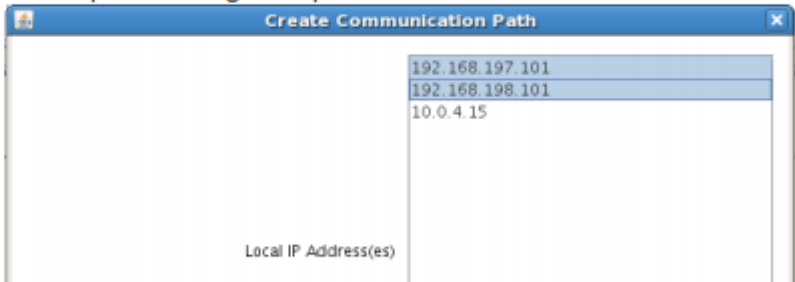 Create Communication Path
192.168.197.101
192.168.198.101
10.0.4.15
Local IP Address(es)